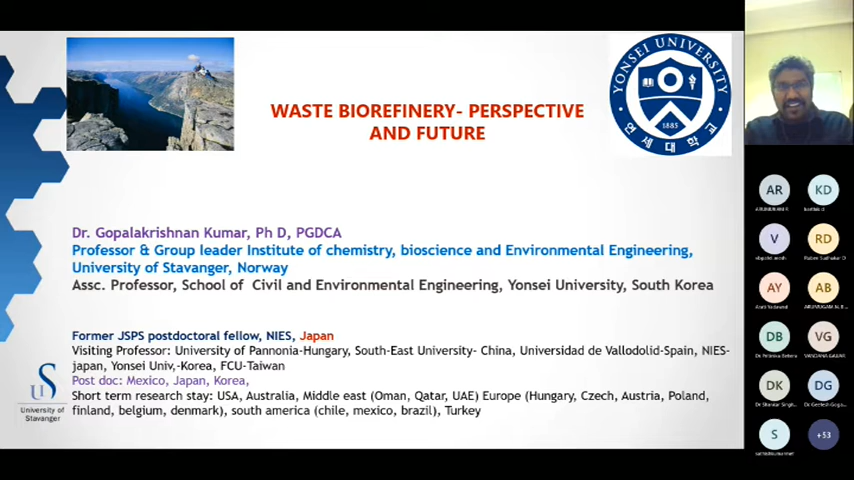 WASTE BIOREFINERY- PERSPECTIVE
AND FUTURE
YONSEI UNIVERSITY
1885
연세대학교
Dr. Gopalakrishnan Kumar, Ph D, PGDCA
Professor & Group leader Institute of chemistry, bioscience and Environmental Engineering,
University of Stavanger, Norway
Assc. Professor, School of Civil and Environmental Engineering, Yonsei University, South Korea
Former JSPS postdoctoral fellow, NIES, Japan
Visiting Professor: University of Pannonia-Hungary, South-East University- China, Universidad de Vallodolid-Spain, NIES-
japan, Yonsei Univ,-Korea, FCU-Taiwan
Post doc: Mexico, Japan, Korea,
Short term research stay: USA, Australia, Middle east (Oman, Qatar, UAE) Europe (Hungary, Czech, Austria, Poland,
finland, belgium, denmark), south america (chile, mexico, brazil), Turkey
University of
Stavanger
AR
KD
V
RD
AY
AB
DB
VG
DK
DG
S
+53